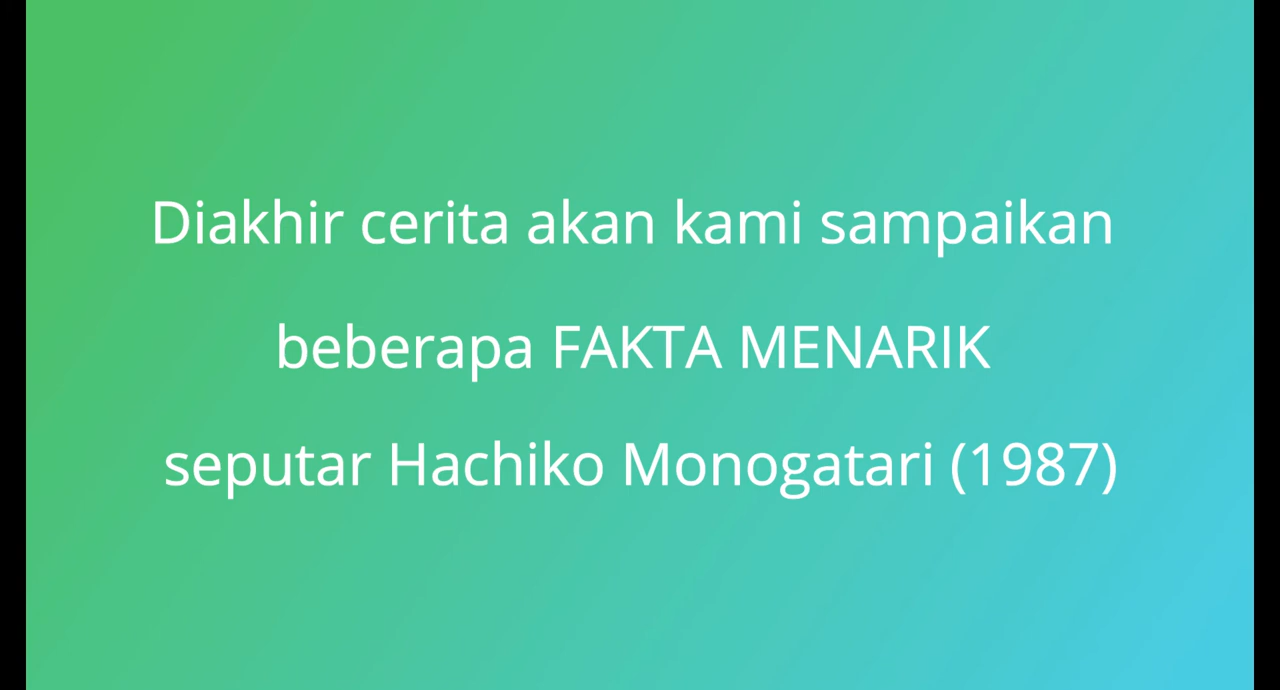 Diakhir cerita akan kami sampaikan
beberapa FAKTA MENARIK
seputar Hachiko Monogatari (1987)